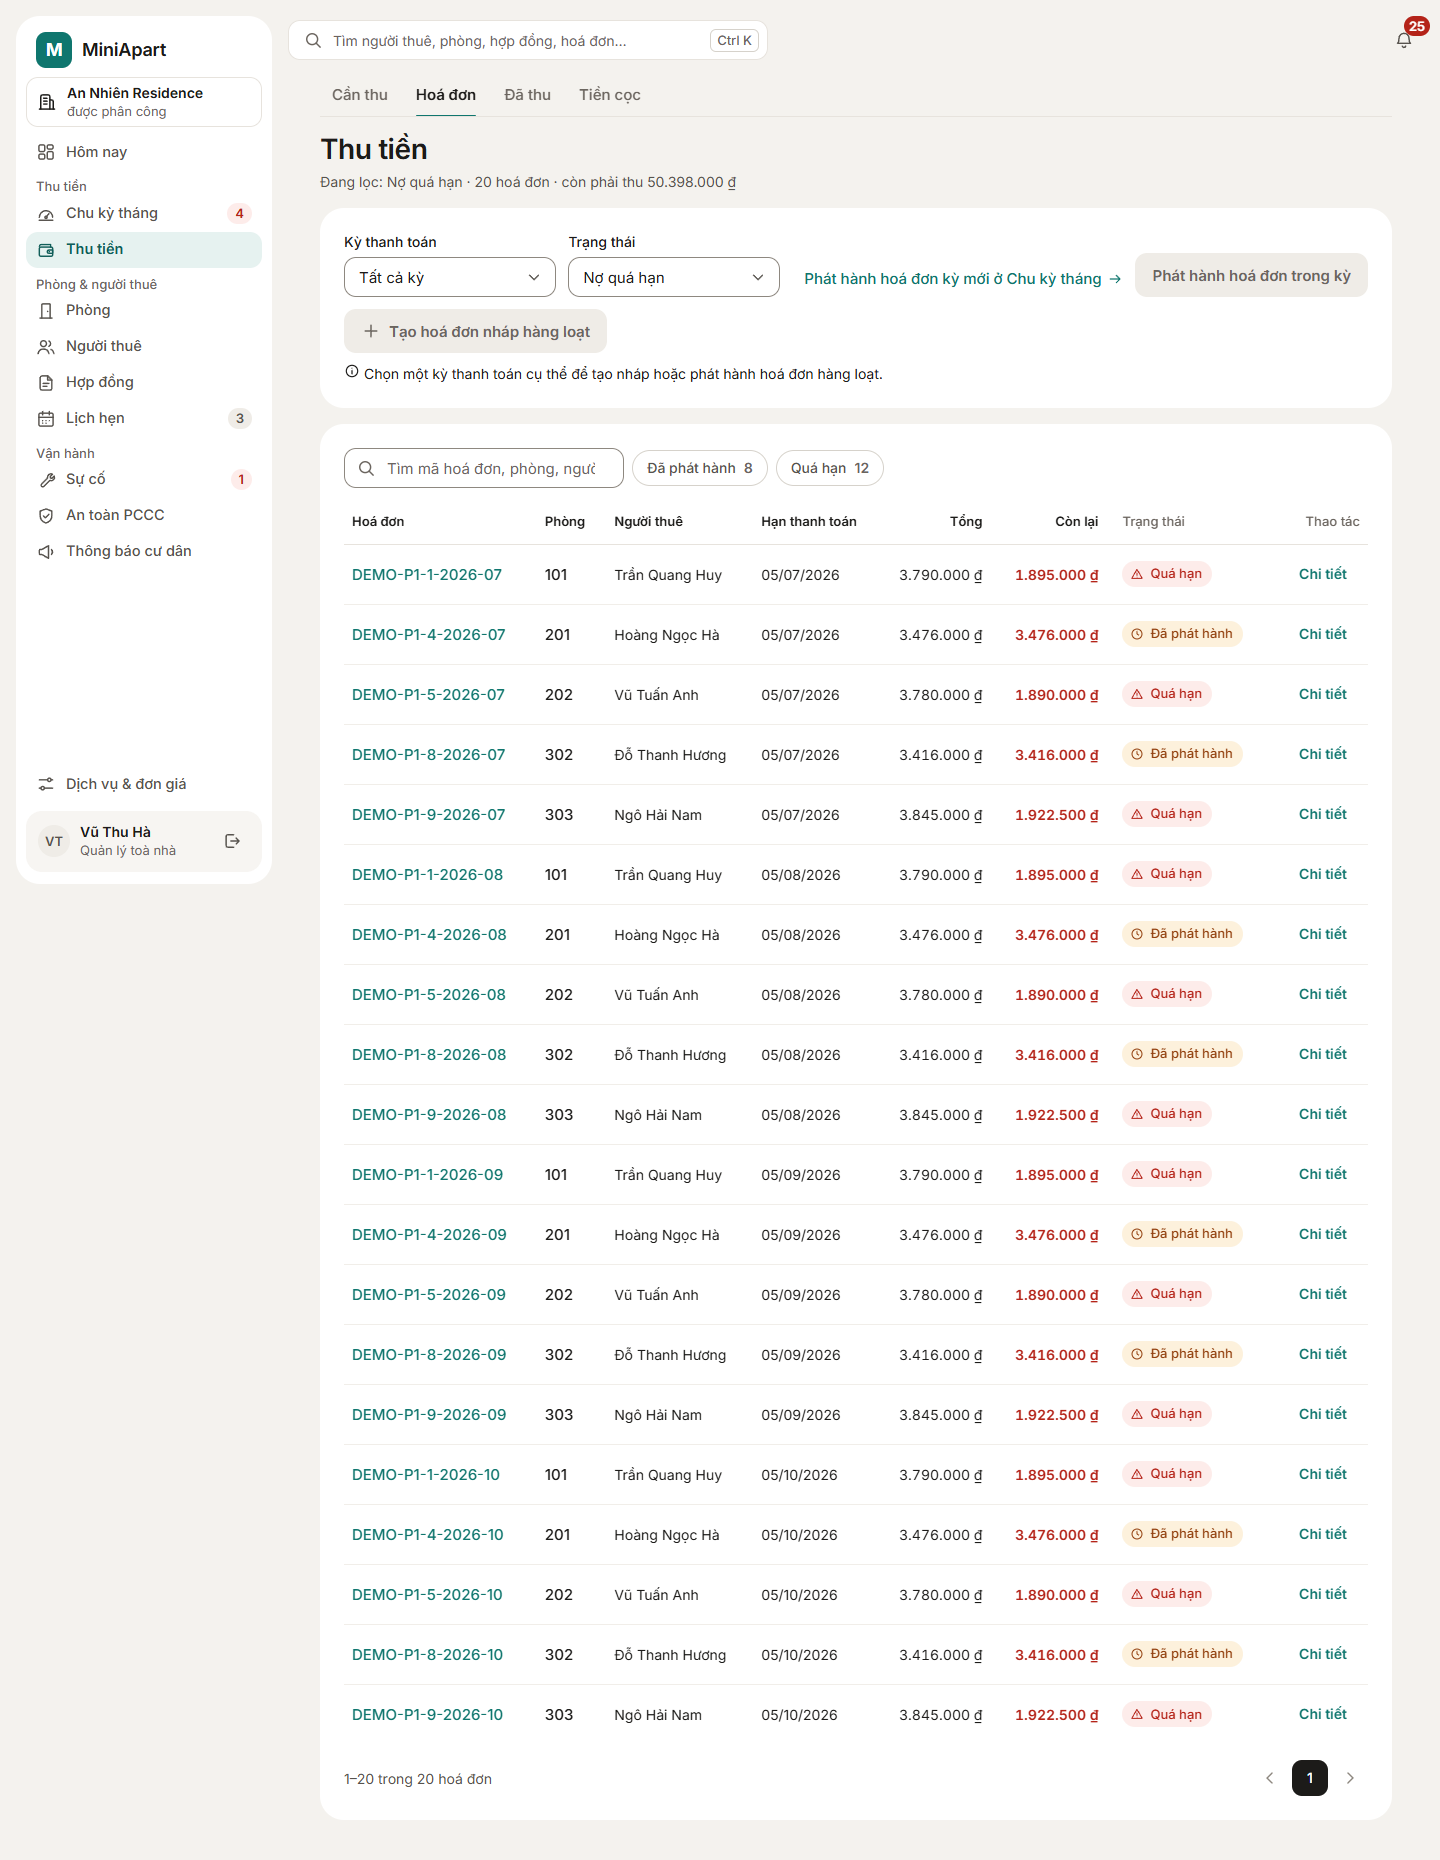 M MiniApart
An Nhiên Residence
được phân công
Hôm nay
Thu tiền
Chu kỳ tháng 4
Thu tiền
Phòng & người thuê
Phòng
Người thuê
Hợp đồng
Lịch hẹn 3
Vận hành
Sự cố 1
An toàn PCCC
Thông báo cư dân
Dịch vụ & đơn giá
VT Vũ Thu Hà
Quản lý toà nhà
Tìm người thuê, phòng, hợp đồng, hoá đơn... Ctrl K
25
Cần thu Hoá đơn Đã thu Tiền cọc
Thu tiền
Đang lọc: Nợ quá hạn · 20 hoá đơn · còn phải thu 50.398.000 ₫
Kỳ thanh toán Trạng thái
Tất cả kỳ Nợ quá hạn Phát hành hoá đơn kỳ mới ở Chu kỳ tháng → Phát hành hoá đơn trong kỳ
+ Tạo hoá đơn nháp hàng loạt
Chọn một kỳ thanh toán cụ thể để tạo nháp hoặc phát hành hoá đơn hàng loạt.
Tìm mã hoá đơn, phòng, Đã phát hành 8 Quá hạn 12
Hoá đơn Phòng Người thuê Hạn thanh toán Tổng Còn lại Trạng thái Thao tác
DEMO-P1-1-2026-07 101 Trần Quang Huy 05/07/2026 3.790.000 ₫ 1.895.000 ₫ Quá hạn Chi tiết
DEMO-P1-4-2026-07 201 Hoàng Ngọc Hà 05/07/2026 3.476.000 ₫ 3.476.000 ₫ Đã phát hành Chi tiết
DEMO-P1-5-2026-07 202 Vũ Tuấn Anh 05/07/2026 3.780.000 ₫ 1.890.000 ₫ Quá hạn Chi tiết
DEMO-P1-8-2026-07 302 Đỗ Thanh Hương 05/07/2026 3.416.000 ₫ 3.416.000 ₫ Đã phát hành Chi tiết
DEMO-P1-9-2026-07 303 Ngô Hải Nam 05/07/2026 3.845.000 ₫ 1.922.500 ₫ Quá hạn Chi tiết
DEMO-P1-1-2026-08 101 Trần Quang Huy 05/08/2026 3.790.000 ₫ 1.895.000 ₫ Quá hạn Chi tiết
DEMO-P1-4-2026-08 201 Hoàng Ngọc Hà 05/08/2026 3.476.000 ₫ 3.476.000 ₫ Đã phát hành Chi tiết
DEMO-P1-5-2026-08 202 Vũ Tuấn Anh 05/08/2026 3.780.000 ₫ 1.890.000 ₫ Quá hạn Chi tiết
DEMO-P1-8-2026-08 302 Đỗ Thanh Hương 05/08/2026 3.416.000 ₫ 3.416.000 ₫ Đã phát hành Chi tiết
DEMO-P1-9-2026-08 303 Ngô Hải Nam 05/08/2026 3.845.000 ₫ 1.922.500 ₫ Quá hạn Chi tiết
DEMO-P1-1-2026-09 101 Trần Quang Huy 05/09/2026 3.790.000 ₫ 1.895.000 ₫ Quá hạn Chi tiết
DEMO-P1-4-2026-09 201 Hoàng Ngọc Hà 05/09/2026 3.476.000 ₫ 3.476.000 ₫ Đã phát hành Chi tiết
DEMO-P1-5-2026-09 202 Vũ Tuấn Anh 05/09/2026 3.780.000 ₫ 1.890.000 ₫ Quá hạn Chi tiết
DEMO-P1-8-2026-09 302 Đỗ Thanh Hương 05/09/2026 3.416.000 ₫ 3.416.000 ₫ Đã phát hành Chi tiết
DEMO-P1-9-2026-09 303 Ngô Hải Nam 05/09/2026 3.845.000 ₫ 1.922.500 ₫ Quá hạn Chi tiết
DEMO-P1-1-2026-10 101 Trần Quang Huy 05/10/2026 3.790.000 ₫ 1.895.000 ₫ Quá hạn Chi tiết
DEMO-P1-4-2026-10 201 Hoàng Ngọc Hà 05/10/2026 3.476.000 ₫ 3.476.000 ₫ Đã phát hành Chi tiết
DEMO-P1-5-2026-10 202 Vũ Tuấn Anh 05/10/2026 3.780.000 ₫ 1.890.000 ₫ Quá hạn Chi tiết
DEMO-P1-8-2026-10 302 Đỗ Thanh Hương 05/10/2026 3.416.000 ₫ 3.416.000 ₫ Đã phát hành Chi tiết
DEMO-P1-9-2026-10 303 Ngô Hải Nam 05/10/2026 3.845.000 ₫ 1.922.500 ₫ Quá hạn Chi tiết
1–20 trong 20 hoá đơn 1